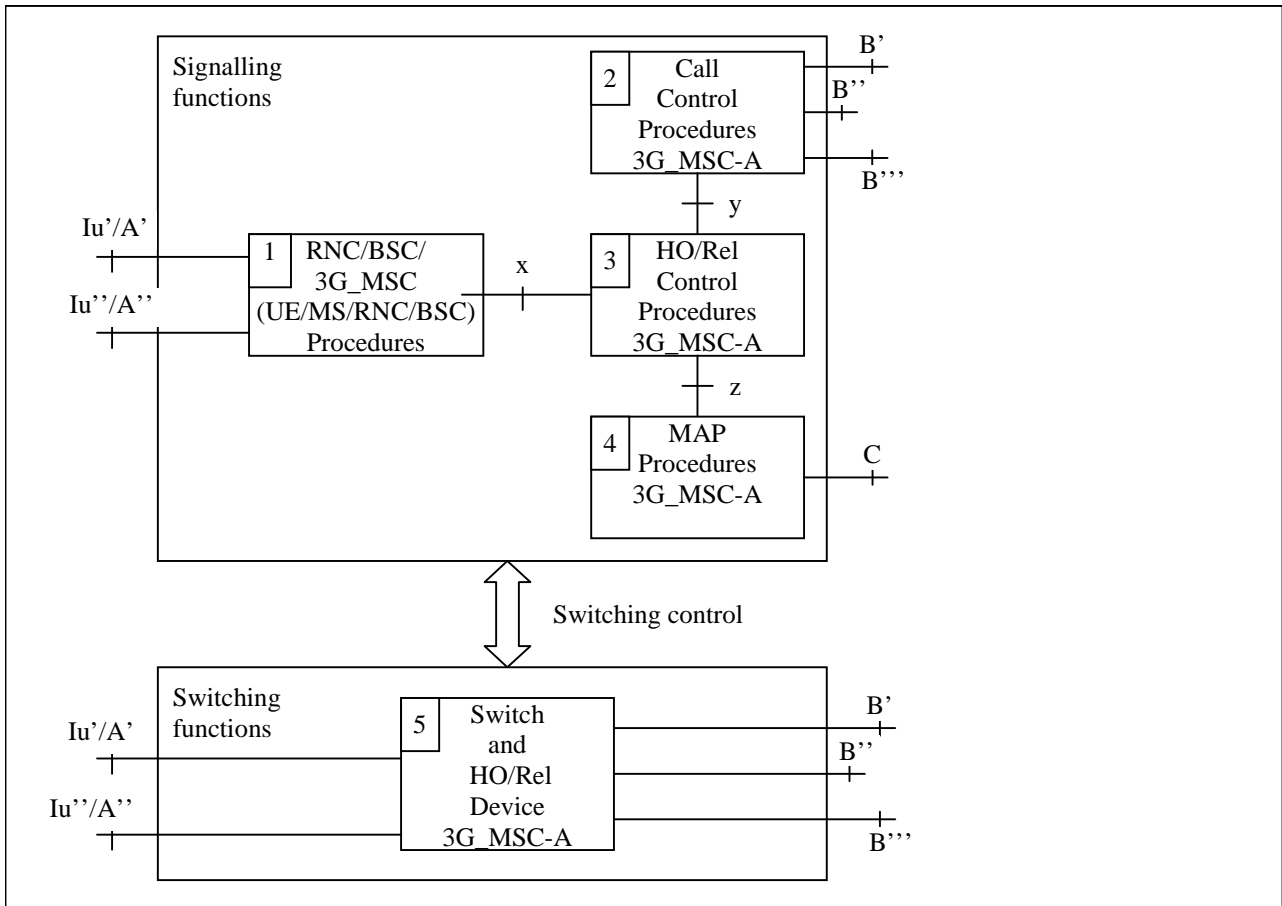 Signalling
functions
2
Call
Control
Procedures
3G_MSC-A
B'
B''
B'''
y
Iu'/A'
Iu''/A''
1
RNC/BSC/
3G_MSC
(UE/MS/RNC/BSC)
Procedures
x
3
HO/Rel
Control
Procedures
3G_MSC-A
z
4
MAP
Procedures
3G_MSC-A
C
Switching control
Switching
functions
Iu'/A'
Iu''/A''
5
Switch
and
HO/Rel
Device
3G_MSC-A
B'
B''
B'''